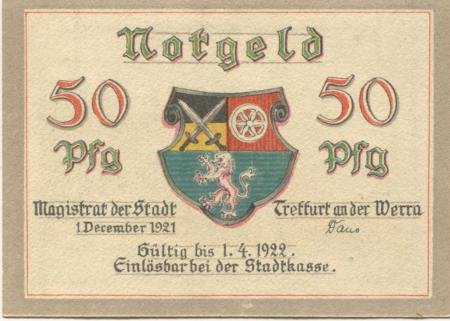 Notgeld
50 50
Pfg Pfg
Magistrat der Stadt Treffurt an der Werra
1.December 1921
Gültig bis 1. 4. 1922.
Einlösbar bei der Stadtkasse.